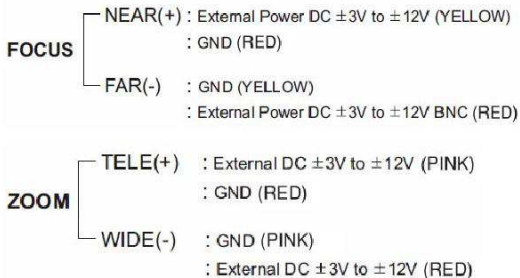 NEAR(+) : External Power DC ±3V to ±12V (YELLOW)
: GND (RED)
FOCUS
FAR(-) : GND (YELLOW)
: External Power DC ±3V to ±12V BNC (RED)
TELE(+) : External DC ±3V to ±12V (PINK)
: GND (RED)
ZOOM
WIDE(-) : GND (PINK)
: External DC ±3V to ±12V (RED)